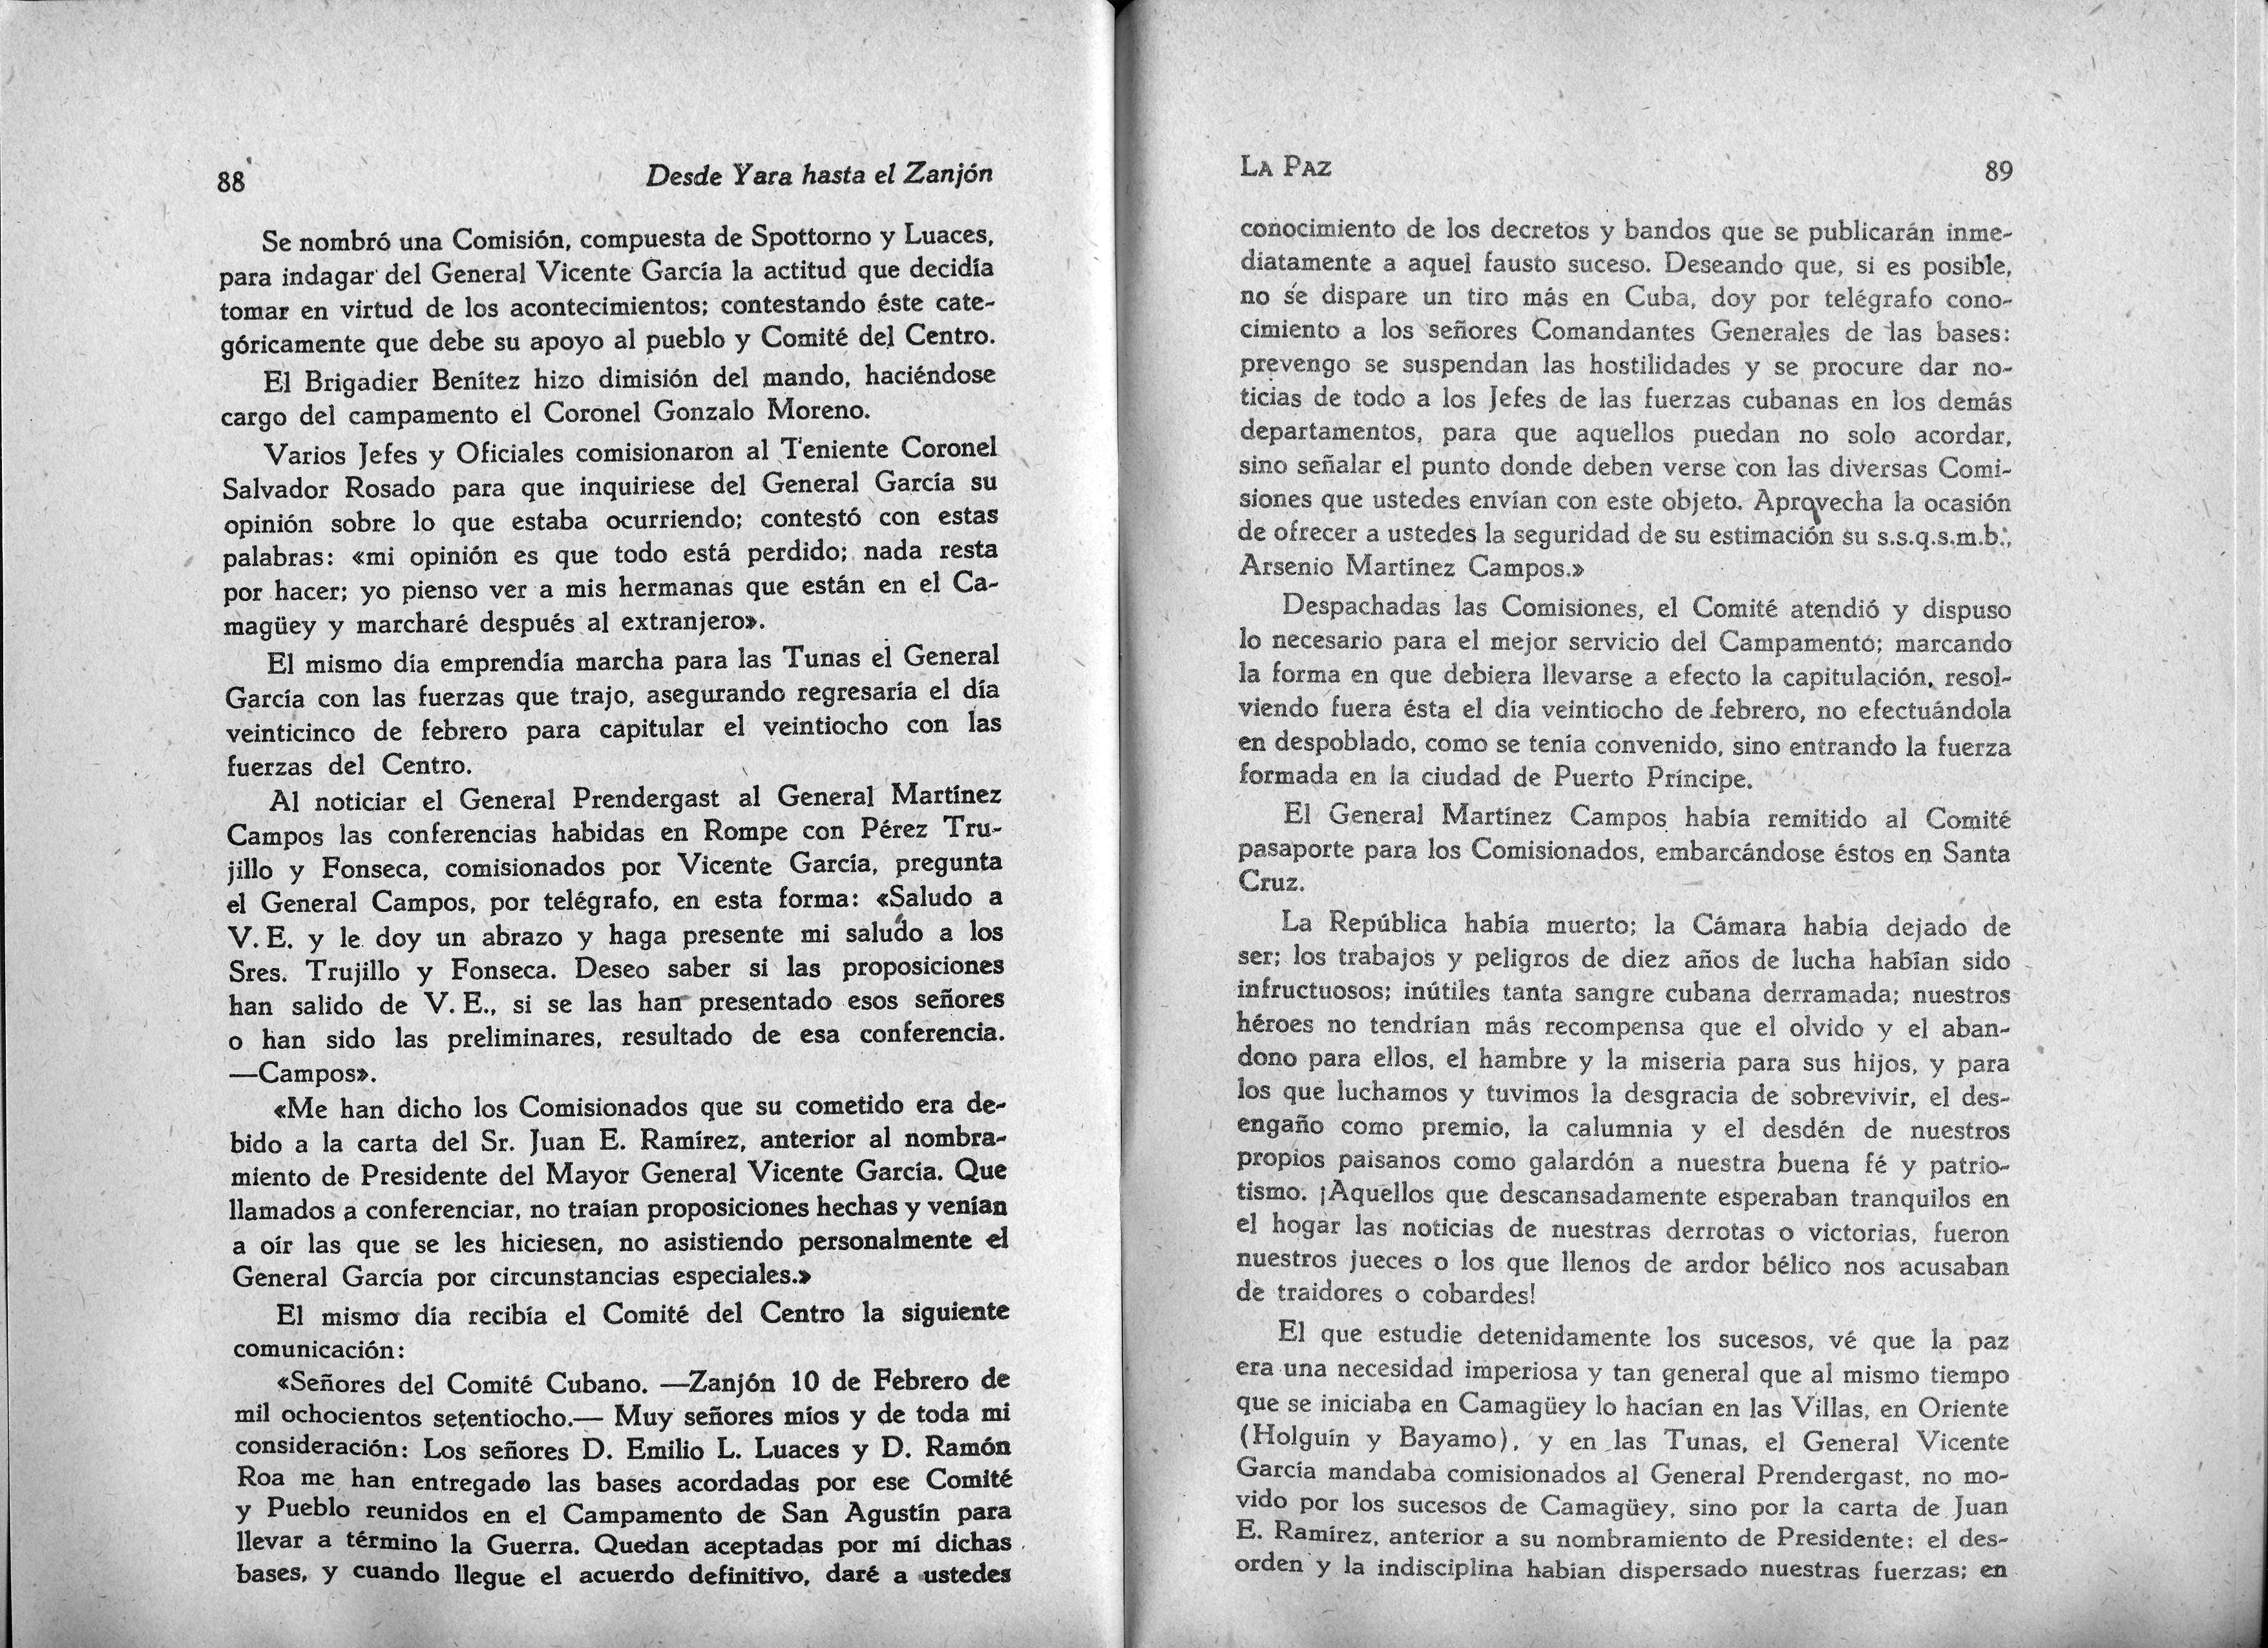 88
Desde Yara hasta el Zanjón
Se nombró una Comisión, compuesta de Spottorno y Luaces,
para indagar del General Vicente García la actitud que decidía
tomar en virtud de los acontecimientos; contestando éste cate-
góricamente que debe su apoyo al pueblo y Comité del Centro.
El Brigadier Benítez hizo dimisión del mando, haciéndose
cargo del campamento el Coronel Gonzalo Moreno.
Varios Jefes y Oficiales comisionaron al Teniente Coronel
Salvador Rosado para que inquiriese del General García su
opinión sobre lo que estaba ocurriendo; contestó con estas
palabras: «mi opinión es que todo está perdido; nada resta
por hacer; yo pienso ver a mis hermanas que están en el Ca-
magüey y marcharé después al extranjero».
El mismo día emprendía marcha para las Tunas el General
García con las fuerzas que trajo, asegurando regresaría el día
veinticinco de febrero para capitular el veintiocho con las
fuerzas del Centro.
Al noticiar el General Prendergast al General Martínez
Campos las conferencias habidas en Rompe con Pérez Tru-
jillo y Fonseca, comisionados por Vicente García, pregunta
el General Campos, por telégrafo, en esta forma: «Saludo a
V. E. y le doy un abrazo y haga presente mi saludo a los
Sres. Trujillo y Fonseca. Deseo saber si las proposiciones
han salido de V. E., si se las han presentado esos señores
o han sido las preliminares, resultado de esa conferencia.
—Campos».
«Me han dicho los Comisionados que su cometido era de-
bido a la carta del Sr. Juan E. Ramírez, anterior al nombra-
miento de Presidente del Mayor General Vicente García. Que
llamados a conferenciar, no traían proposiciones hechas y venían
a oír las que se les hiciesen, no asistiendo personalmente el
General García por circunstancias especiales.»
El mismo día recibía el Comité del Centro la siguiente
comunicación:
«Señores del Comité Cubano. —Zanjón 10 de Febrero de
mil ochocientos setentiocho.— Muy señores míos y de toda mi
consideración: Los señores D. Emilio L. Luaces y D. Ramón
Roa me han entregado las bases acordadas por ese Comité
y Pueblo reunidos en el Campamento de San Agustín para
llevar a término la Guerra. Quedan aceptadas por mí dichas
bases, y cuando llegue el acuerdo definitivo, daré a ustedes
LA PAZ
89
conocimiento de los decretos y bandos que se publicarán inme-
diatamente a aquel fausto suceso. Deseando que, si es posible,
no se dispare un tiro más en Cuba, doy por telégrafo cono-
cimiento a los señores Comandantes Generales de las bases:
prevengo se suspendan las hostilidades y se procure dar no-
ticias de todo a los Jefes de las fuerzas cubanas en los demás
departamentos, para que aquellos puedan no solo acordar,
sino señalar el punto donde deben verse con las diversas Comi-
siones que ustedes envían con este objeto. Aprovecha la ocasión
de ofrecer a ustedes la seguridad de su estimación su s.s.q.s.m.b.,
Arsenio Martínez Campos.»
Despachadas las Comisiones, el Comité atendió y dispuso
lo necesario para el mejor servicio del Campamento; marcando
la forma en que debiera llevarse a efecto la capitulación, resol-
viendo fuera ésta el día veintiocho de febrero, no efectuándola
en despoblado, como se tenía convenido, sino entrando la fuerza
formada en la ciudad de Puerto Príncipe.
El General Martínez Campos había remitido al Comité
pasaporte para los Comisionados, embarcándose éstos en Santa
Cruz.
La República había muerto; la Cámara había dejado de
ser; los trabajos y peligros de diez años de lucha habían sido
infructuosos; inútiles tanta sangre cubana derramada; nuestros
héroes no tendrían más recompensa que el olvido y el aban-
dono para ellos, el hambre y la miseria para sus hijos, y para
los que luchamos y tuvimos la desgracia de sobrevivir, el des-
engaño como premio, la calumnia y el desdén de nuestros
propios paisanos como galardón a nuestra buena fé y patrio-
tismo. ¡Aquellos que descansadamente esperaban tranquilos en
el hogar las noticias de nuestras derrotas o victorias, fueron
nuestros jueces o los que llenos de ardor bélico nos acusaban
de traidores o cobardes!
El que estudie detenidamente los sucesos, vé que la paz
era una necesidad imperiosa y tan general que al mismo tiempo
que se iniciaba en Camagüey lo hacían en las Villas, en Oriente
(Holguín y Bayamo), y en las Tunas, el General Vicente
García mandaba comisionados al General Prendergast, no mo-
vido por los sucesos de Camagüey, sino por la carta de Juan
E. Ramírez, anterior a su nombramiento de Presidente: el des-
orden y la indisciplina habían dispersado nuestras fuerzas; en